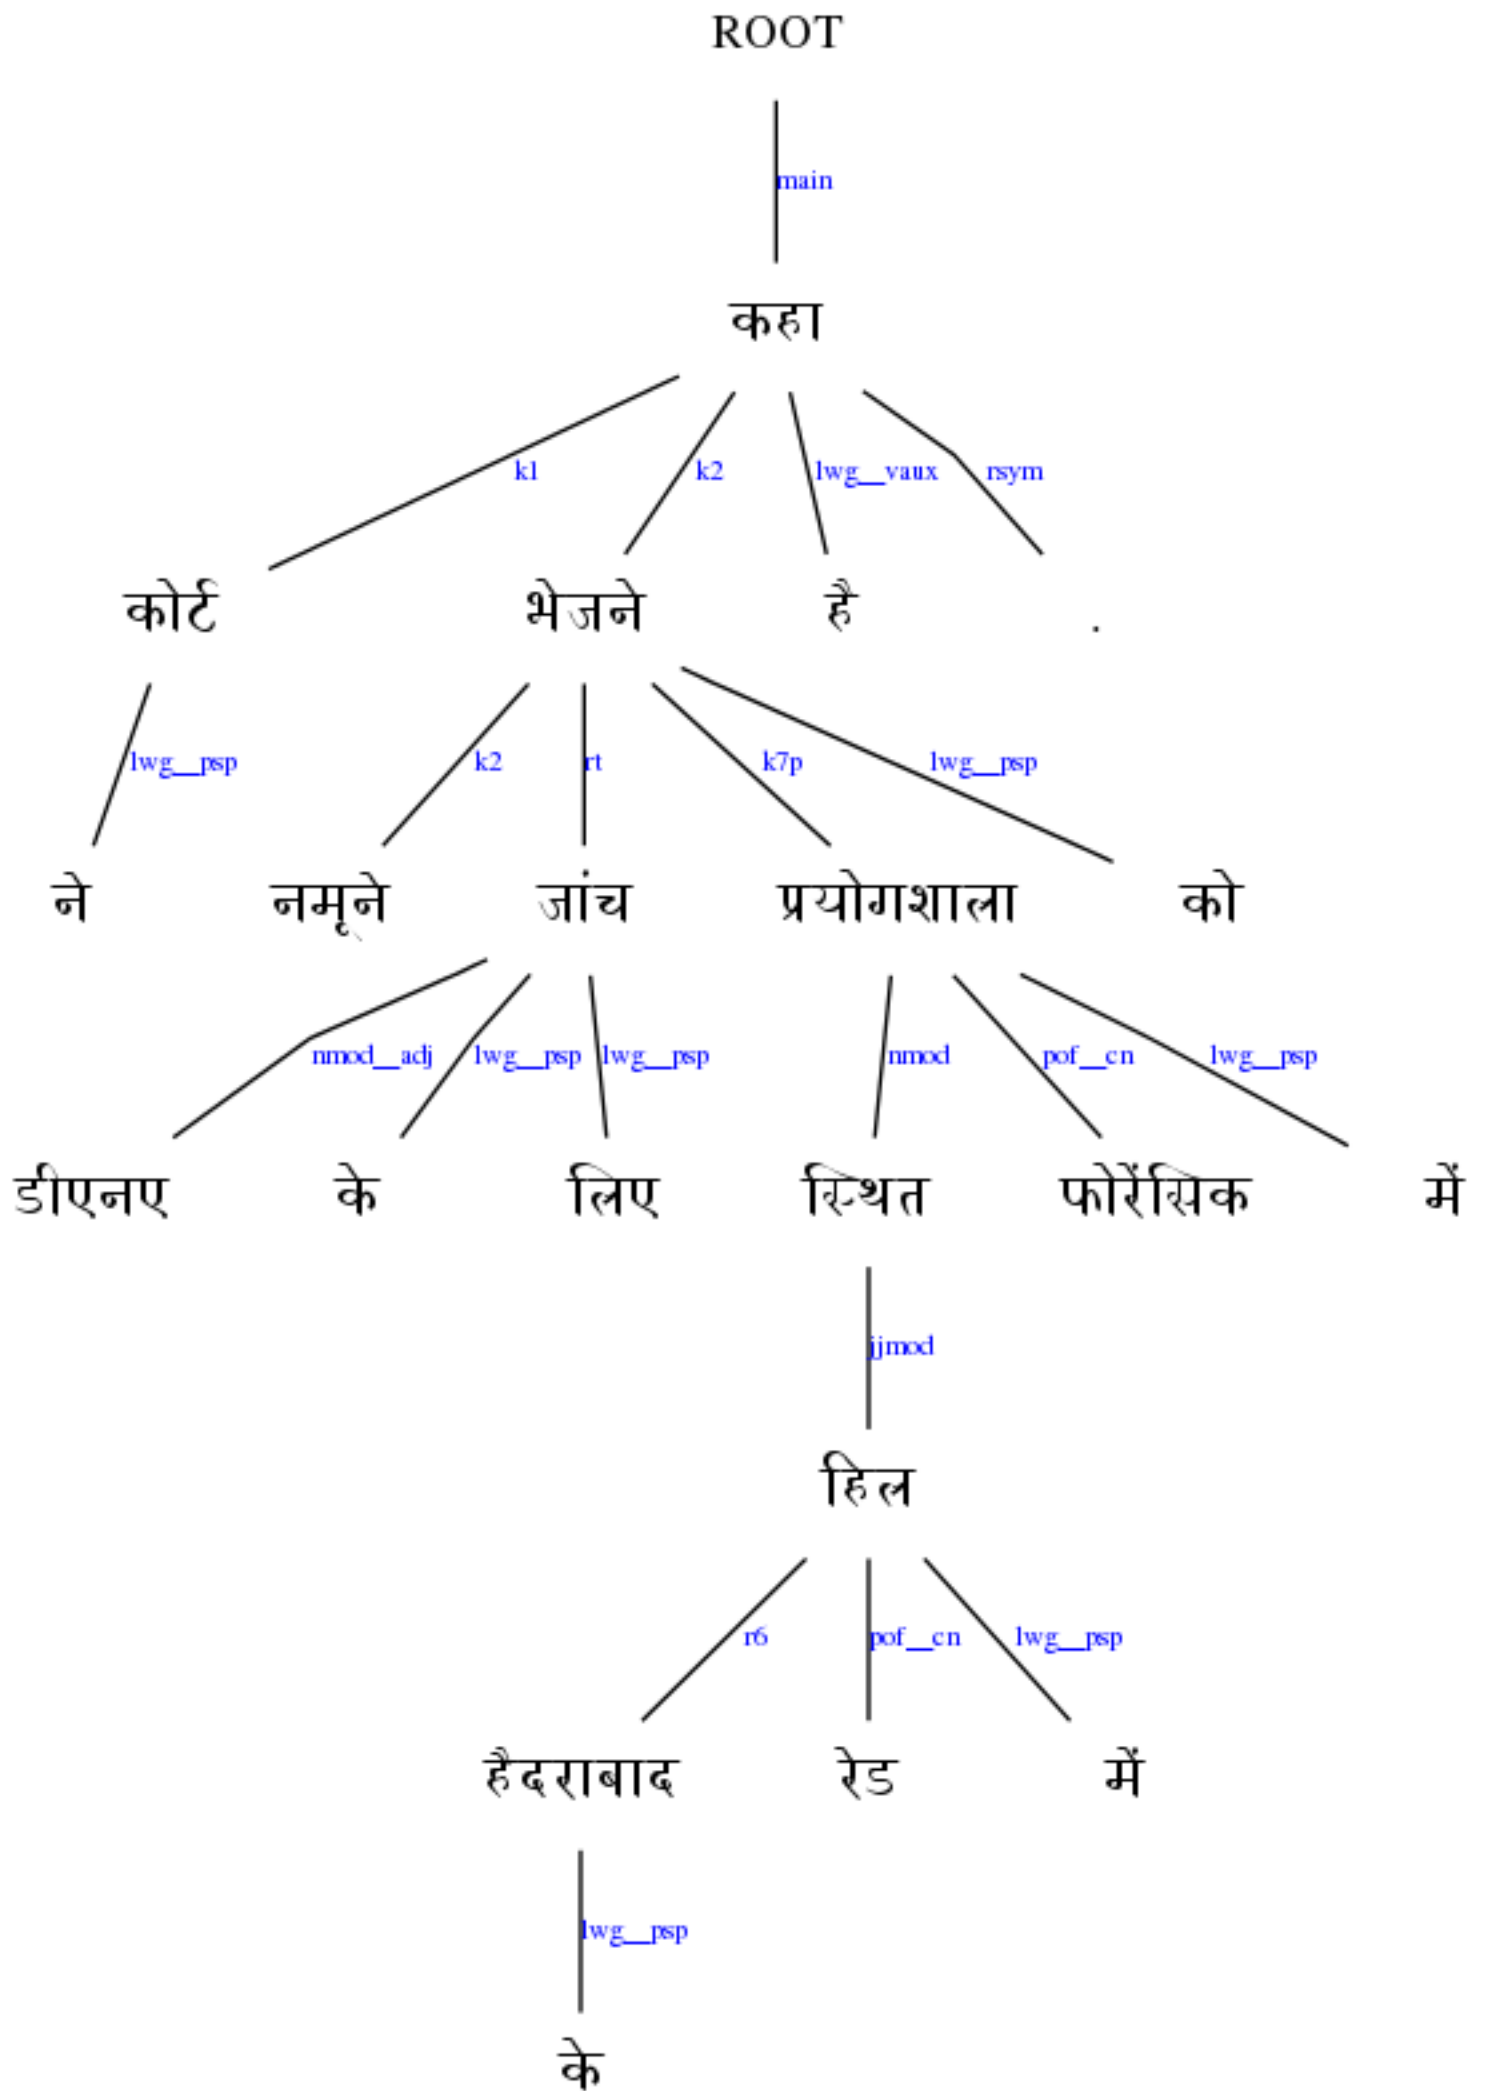 ROOT
main
कहा
k1 k2 lwg__vaux rsym
कोर्ट भेजने है .
lwg__psp k2 rt k7p lwg__psp
ने नमूने जांच प्रयोगशाला को
nmod__adj lwg__psp lwg__psp nmod pof__cn lwg__psp
डीएनए के लिए स्थित फोरेंसिक में
jjmod
हिल
r6 pof__cn lwg__psp
हैदराबाद रेड में
lwg__psp
के